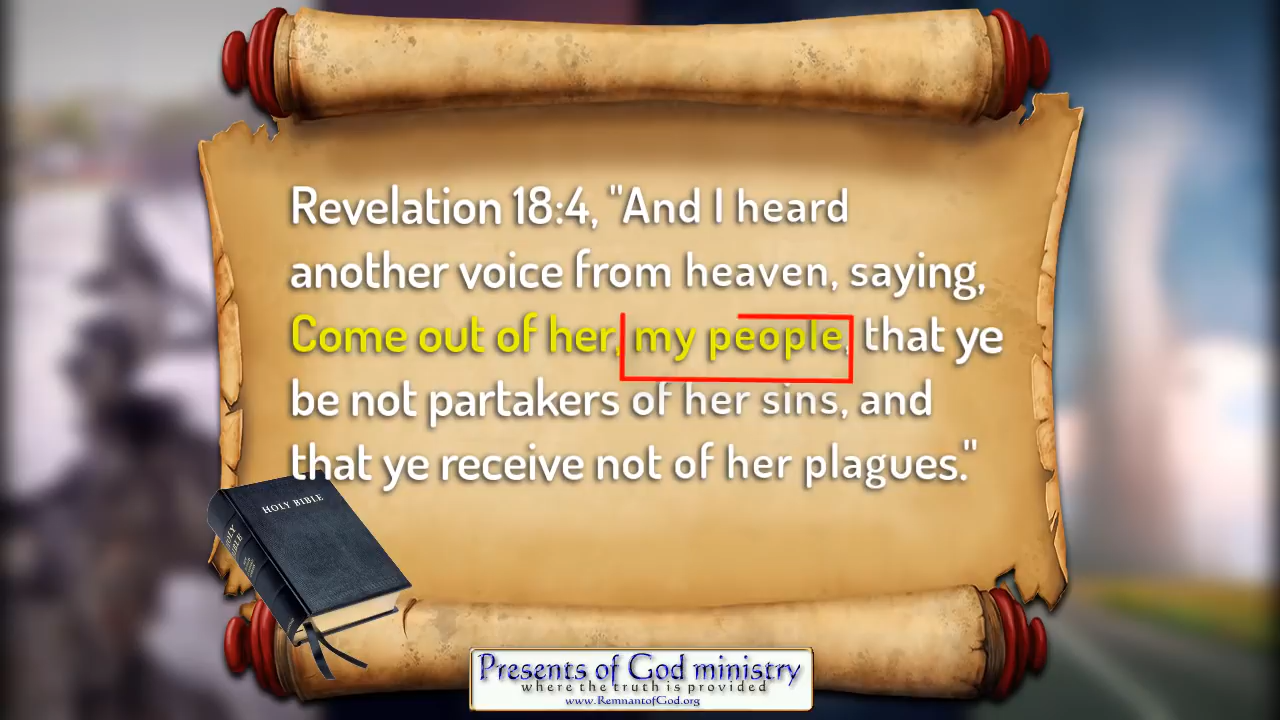 Revelation 18:4, "And I heard
another voice from heaven, saying,
Come out of her, my people, that ye
be not partakers of her sins, and
that ye receive not of her plagues."
HOLY BIBLE
HOLY BIBLE
Presents of God ministry
where the truth is provided
www.RemnantofGod.org